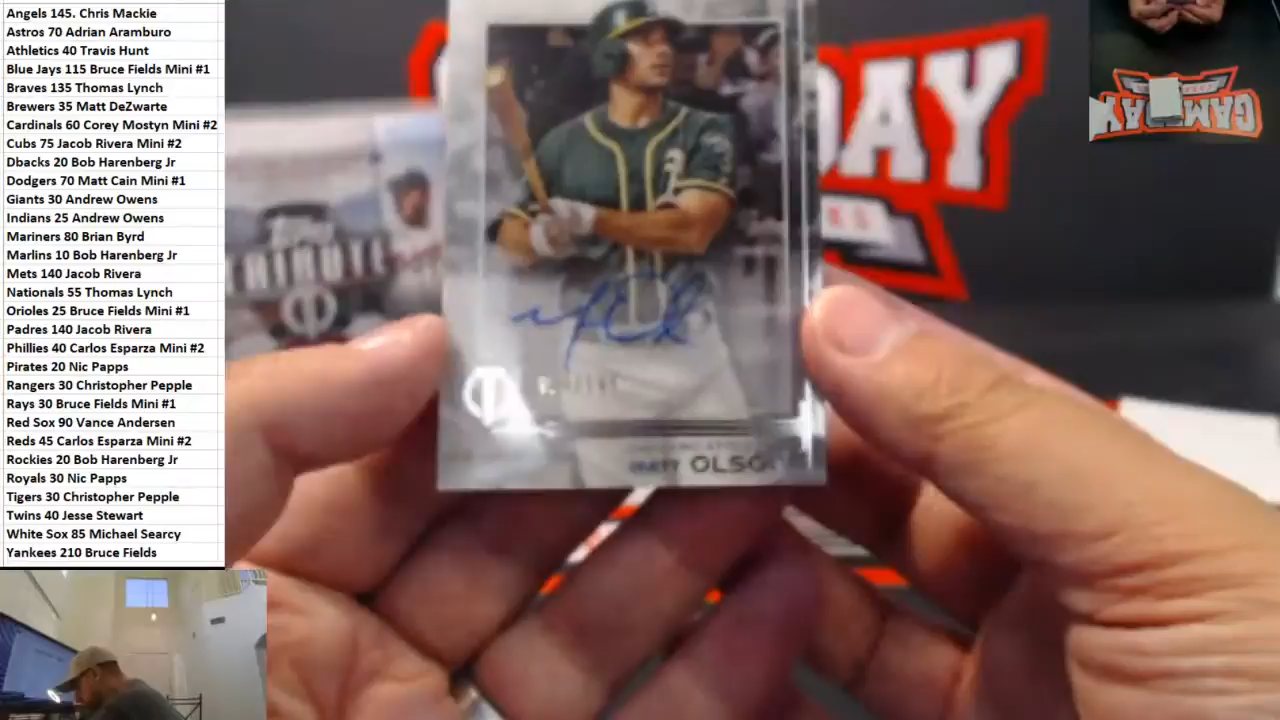 Angels 145. Chris Mackie
Astros 70 Adrian Aramburo
Athletics 40 Travis Hunt
Blue Jays 115 Bruce Fields Mini #1
Braves 135 Thomas Lynch
Brewers 35 Matt DeZwarte
Cardinals 60 Corey Mostyn Mini #2
Cubs 75 Jacob Rivera Mini #2
Dbacks 20 Bob Harenberg Jr
Dodgers 70 Matt Cain Mini #1
Giants 30 Andrew Owens
Indians 25 Andrew Owens
Mariners 80 Brian Byrd
Marlins 10 Bob Harenberg Jr
Mets 140 Jacob Rivera
Nationals 55 Thomas Lynch
Orioles 25 Bruce Fields Mini #1
Padres 140 Jacob Rivera
Phillies 40 Carlos Esparza Mini #2
Pirates 20 Nic Papps
Rangers 30 Christopher Pepple
Rays 30 Bruce Fields Mini #1
Red Sox 90 Vance Andersen
Reds 45 Carlos Esparza Mini #2
Rockies 20 Bob Harenberg Jr
Royals 30 Nic Papps
Tigers 30 Christopher Pepple
Twins 40 Jesse Stewart
White Sox 85 Michael Searcy
Yankees 210 Bruce Fields
Topps
TRIBUTE
DAY
GAMEDAY